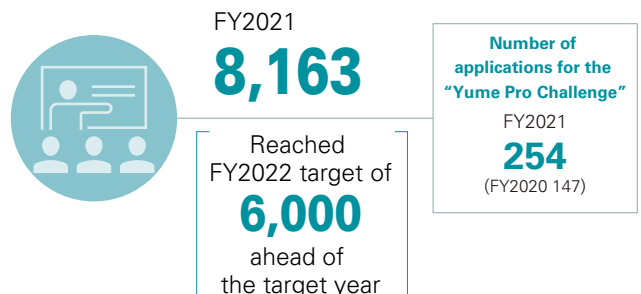 FY2021
8,163
Reached
FY2022 target of
6,000
ahead of
the target year
Number of
applications for the
“Yume Pro Challenge”
FY2021
254
(FY2020 147)